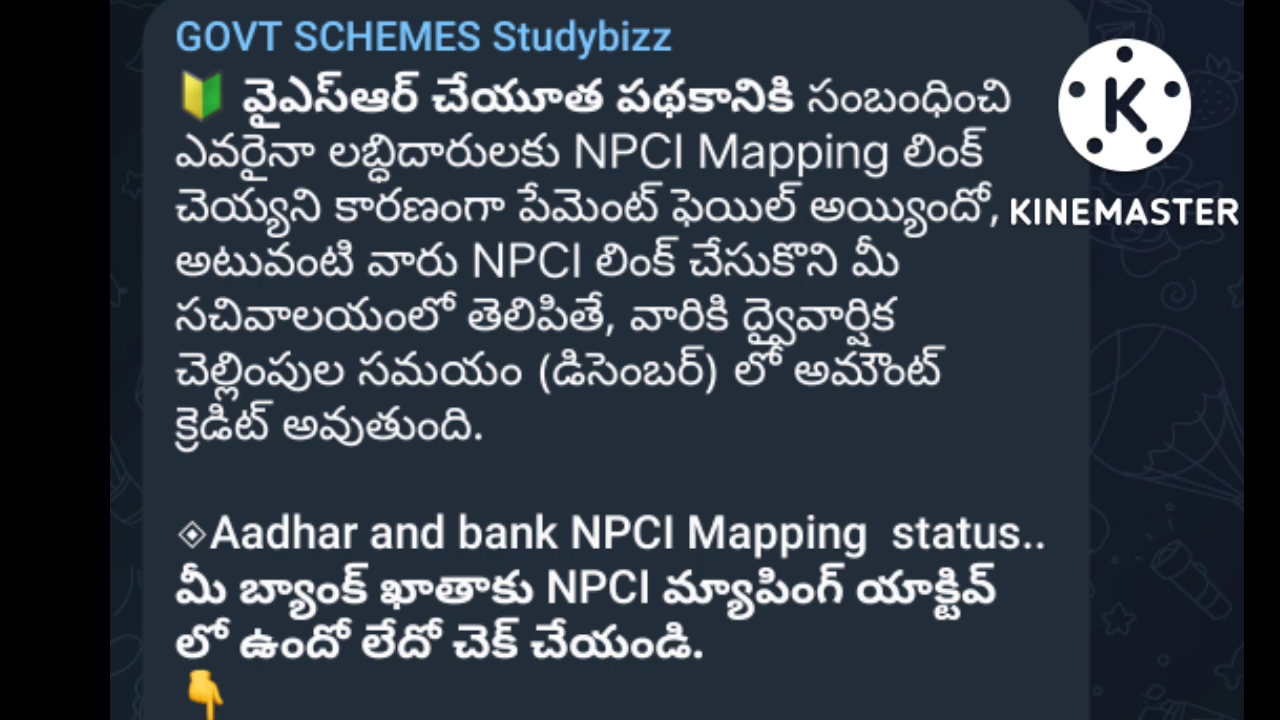 GOVT SCHEMES Studybizz
🔰 వైఎస్ఆర్ చేయూత పథకానికి సంబంధించి
ఎవరైనా లబ్ధిదారులకు NPCI Mapping లింక్
చెయ్యని కారణంగా పేమెంట్ ఫెయిల్ అయ్యిందో,
అటువంటి వారు NPCI లింక్ చేసుకొని మీ
సచివాలయంలో తెలిపితే, వారికి ద్వైవార్షిక
చెల్లింపుల సమయం (డిసెంబర్) లో అమౌంట్
క్రెడిట్ అవుతుంది.
◈Aadhar and bank NPCI Mapping status..
మీ బ్యాంక్ ఖాతాకు NPCI మ్యాపింగ్ యాక్టివ్
లో ఉందో లేదో చెక్ చేయండి.
👇
K
KINEMASTER